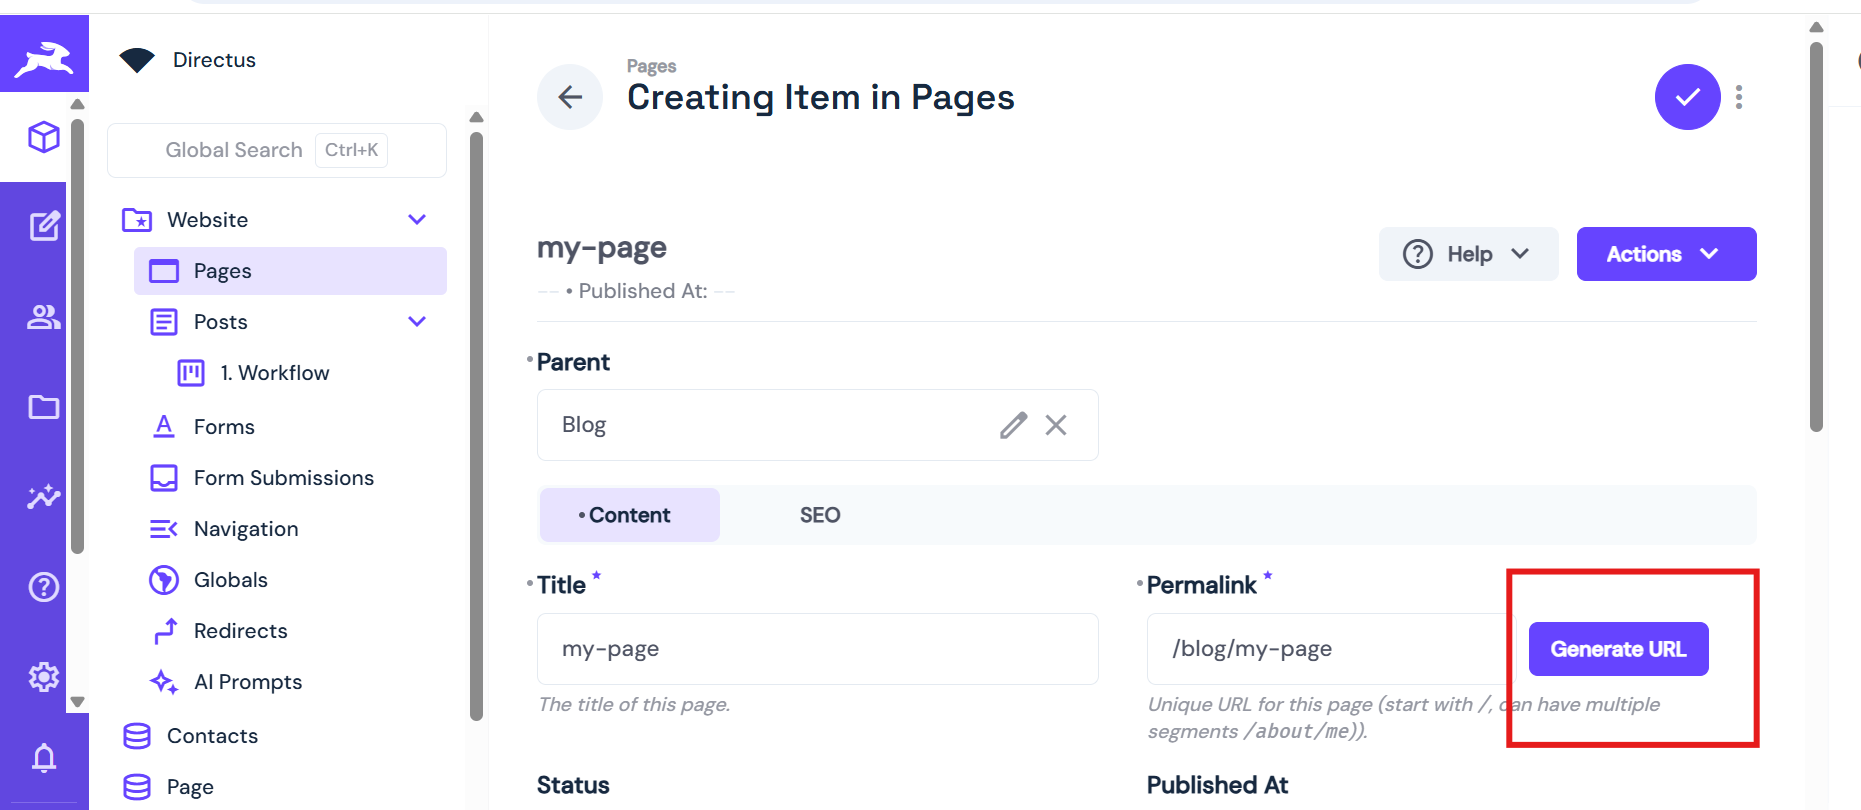 Directus
Global Search Ctrl+K
Website
Pages
Posts
1. Workflow
Forms
Form Submissions
Navigation
Globals
Redirects
AI Prompts
Contacts
Page
Pages
Creating Item in Pages
my-page
-- • Published At: --
Help
Actions
Parent
Blog
Content
SEO
Title *
my-page
The title of this page.
Permalink *
/blog/my-page
Generate URL
Unique URL for this page (start with /, can have multiple
segments /about/me)).
Status
Published At